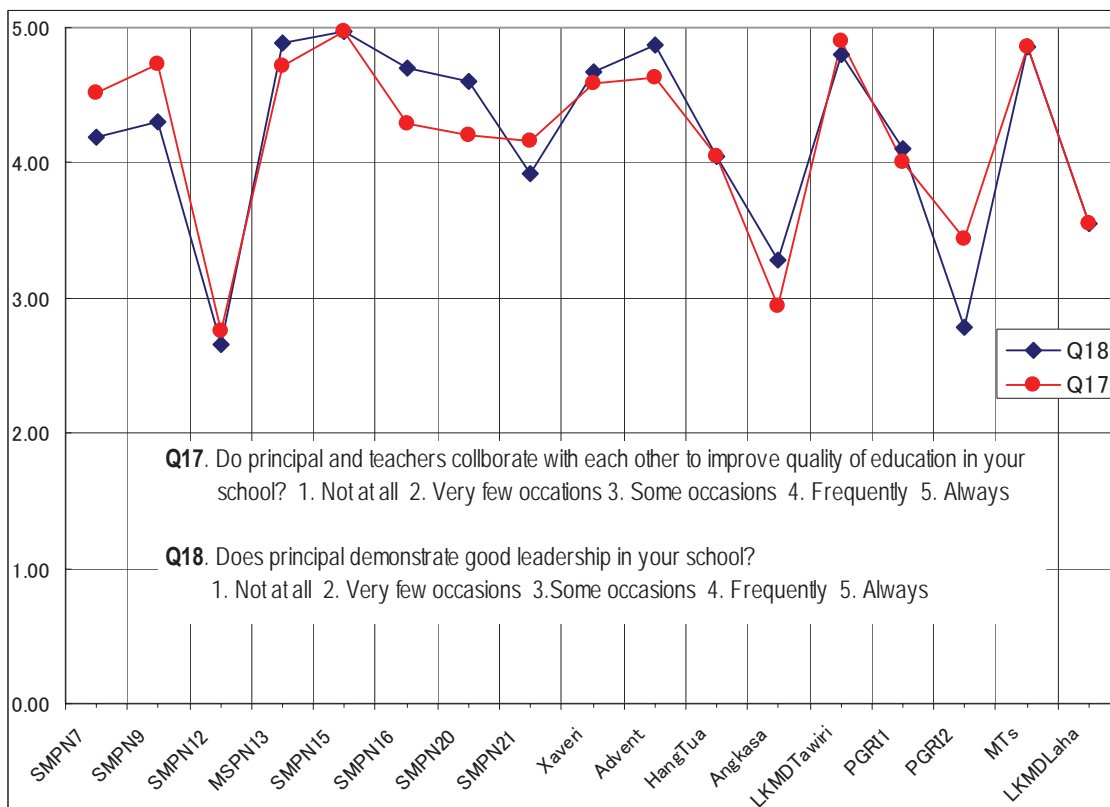 5.00
4.00
3.00
2.00
1.00
0.00
Q18
Q17
Q17. Do principal and teachers collborate with each other to improve quality of education in your
school? 1. Not at all 2. Very few occations 3. Some occasions 4. Frequently 5. Always
Q18. Does principal demonstrate good leadership in your school?
1. Not at all 2. Very few occasions 3.Some occasions 4. Frequently 5. Always
SMPN7
SMPN9
SMPN12
MSPN13
SMPN15
SMPN16
SMPN20
SMPN21
Xaveri
Advent
HangTua
Angkasa
LKMDTawiri
PGRI1
PGRI2
MTs
LKMDLaha